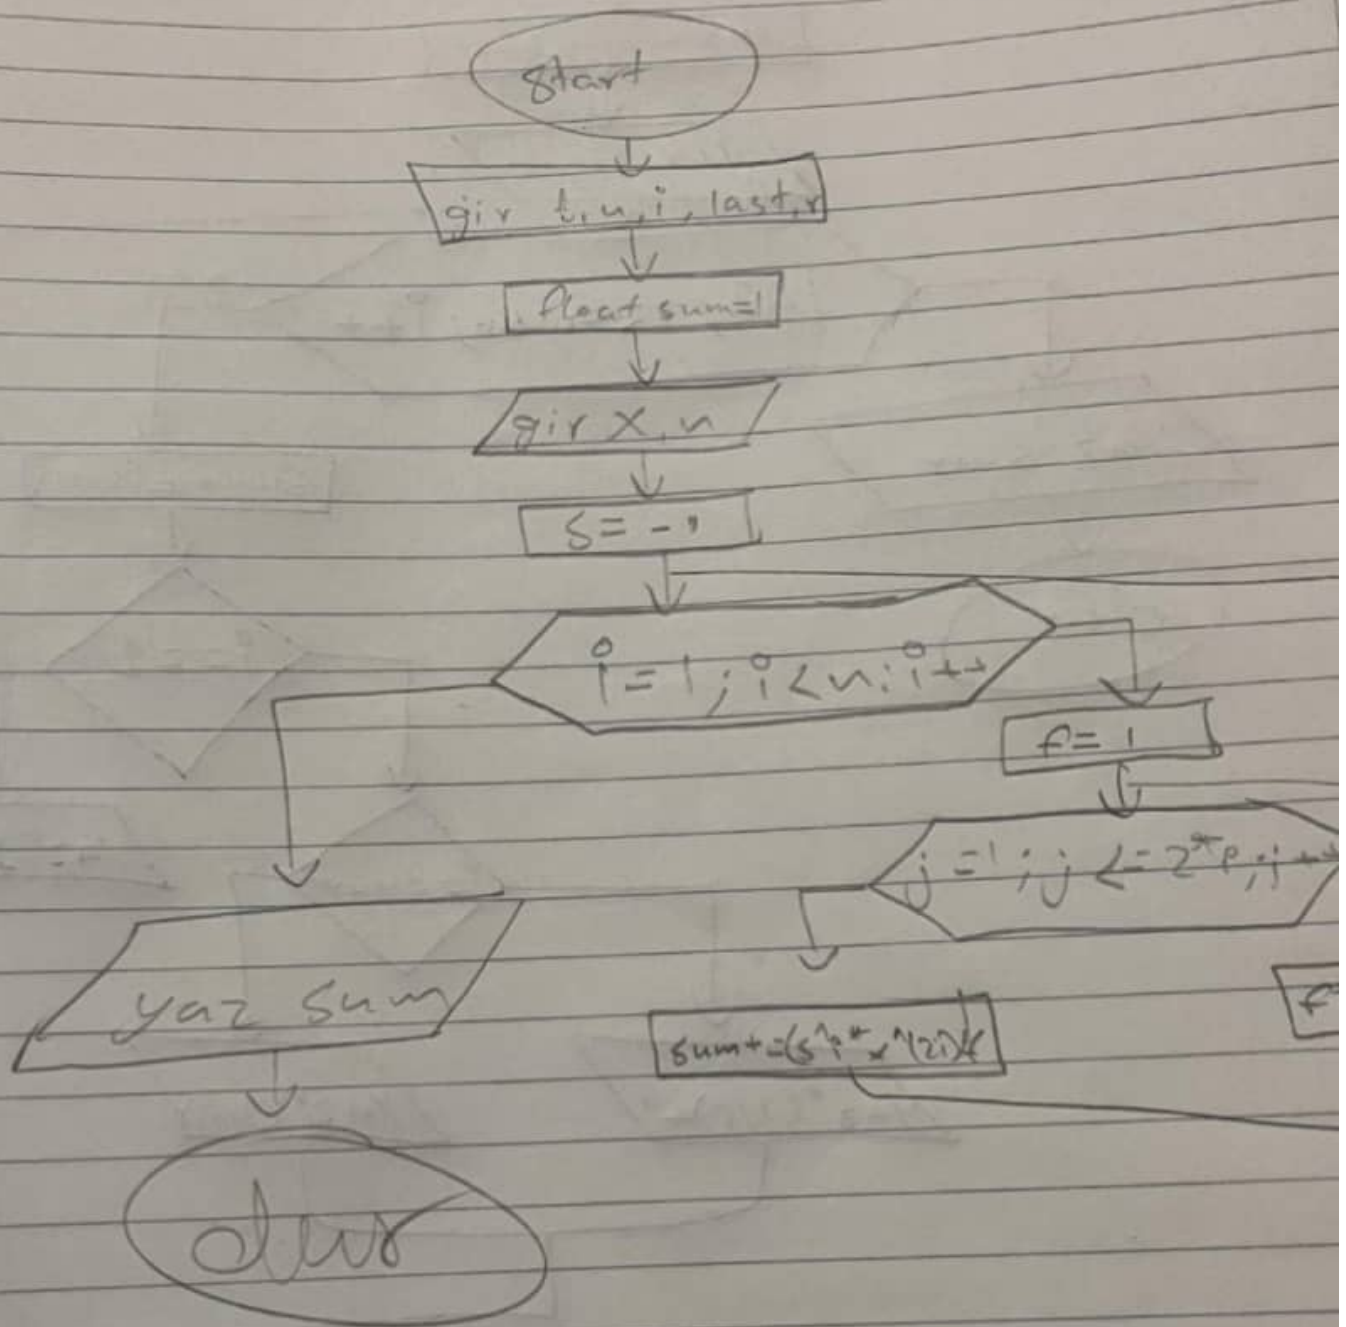 start
gir t, u, i, last, r
float sum=1
gir x, n
s = -1
i = 1 ; i < n ; i++
f = 1
j = 1 ; j <= 2*i ; j++
yaz sum
sum+=(s^i*x^(2i))/f
f
dur